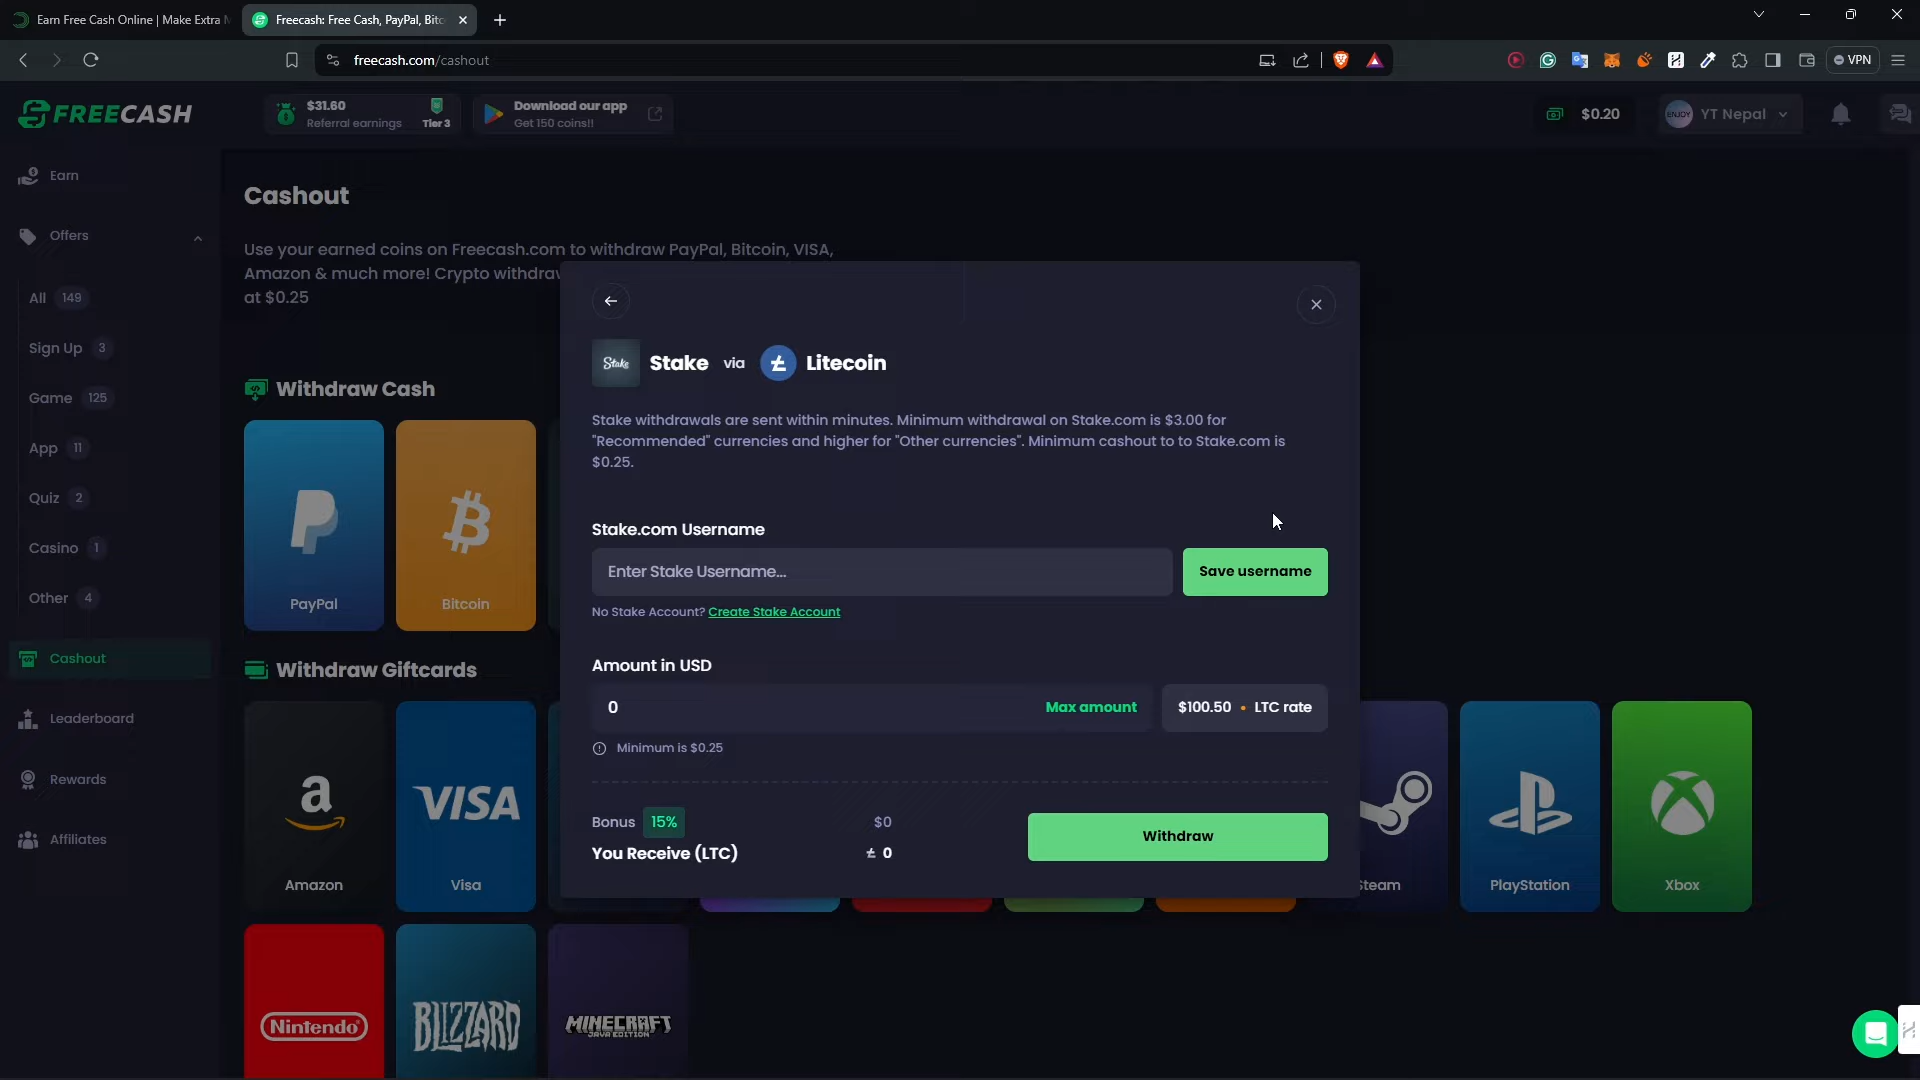 Earn Free Cash Online | Make Extra M
Freecash: Free Cash, PayPal, Bitc
freecash.com/cashout
VPN
FREECASH
$31.60
Referral earnings
Tier 3
Download our app
Get 150 coins!!
$0.20
ENJOY
YT Nepal
Earn
Offers
All 149
Sign Up 3
Game 125
App 11
Quiz 2
Casino 1
Other 4
Cashout
Leaderboard
Rewards
Affiliates
Cashout
Use your earned coins on Freecash.com to withdraw PayPal, Bitcoin, VISA,
Amazon & much more! Crypto withdraw
at $0.25
Withdraw Cash
PayPal
Bitcoin
Withdraw Giftcards
a
Amazon
VISA
Visa
Steam
PlayStation
Xbox
Nintendo
BLIZZARD
MINECRAFT
JAVA EDITION
Stake
Stake via Litecoin
Stake withdrawals are sent within minutes. Minimum withdrawal on Stake.com is $3.00 for
"Recommended" currencies and higher for "Other currencies". Minimum cashout to to Stake.com is
$0.25.
Stake.com Username
Enter Stake Username...
Save username
No Stake Account? Create Stake Account
Amount in USD
0
Max amount
$100.50 • LTC rate
Minimum is $0.25
Bonus 15% $0
You Receive (LTC) Ł 0
Withdraw